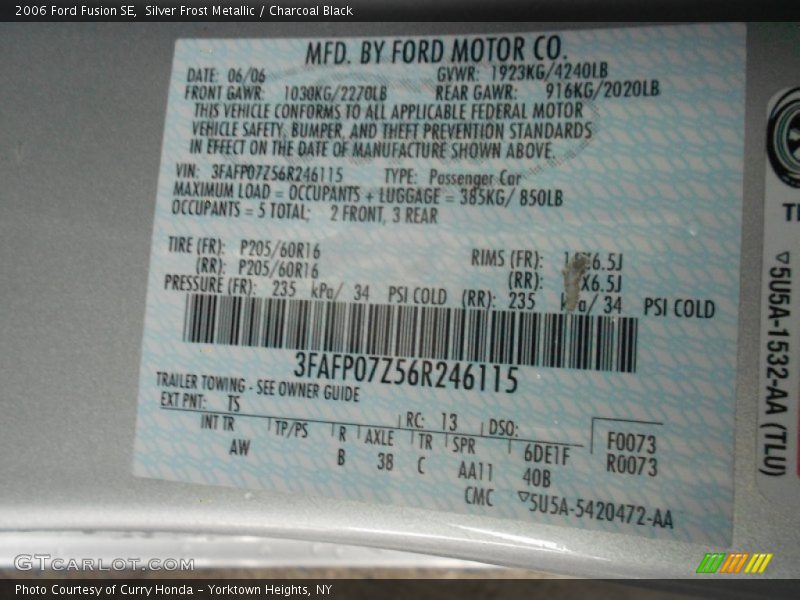 2006 Ford Fusion SE,  Silver Frost Metallic / Charcoal Black
MFD. BY FORD MOTOR CO.
DATE: 06/06 GVWR: 1923KG/4240LB
FRONT GAWR: 1030KG/2270LB REAR GAWR: 916KG/2020LB
THIS VEHICLE CONFORMS TO ALL APPLICABLE FEDERAL MOTOR
VEHICLE SAFETY, BUMPER, AND THEFT PREVENTION STANDARDS
IN EFFECT ON THE DATE OF MANUFACTURE SHOWN ABOVE.
VIN: 3FAFP07Z56R246115 TYPE: Passenger Car
MAXIMUM LOAD = OCCUPANTS + LUGGAGE = 385KG/ 850LB
OCCUPANTS = 5 TOTAL: 2 FRONT, 3 REAR
TIRE (FR): P205/60R16 RIMS (FR): 6.5J
(RR): P205/60R16 (RR): X6.5J
PRESSURE (FR): 235 kPa/ 34 PSI COLD (RR): 235 / 34 PSI COLD
3FAFP07Z56R246115
TRAILER TOWING - SEE OWNER GUIDE
EXT PNT: TS RC: 13 DSO: F0073
INT TR TP/PS R AXLE TR SPR 6DE1F R0073
AW B 38 C AA11 40B
CMC ▽5U5A-5420472-AA
▽5U5A-1532-AA (TLU)
GTCARLOT.COM
Photo Courtesy of Curry Honda – Yorktown Heights, NY